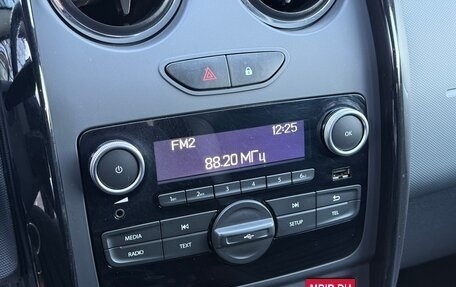 FM2 12:25
88.20 МГц
OK
1 2 3 4 5 6
MEDIA
RADIO TEXT SETUP TEL